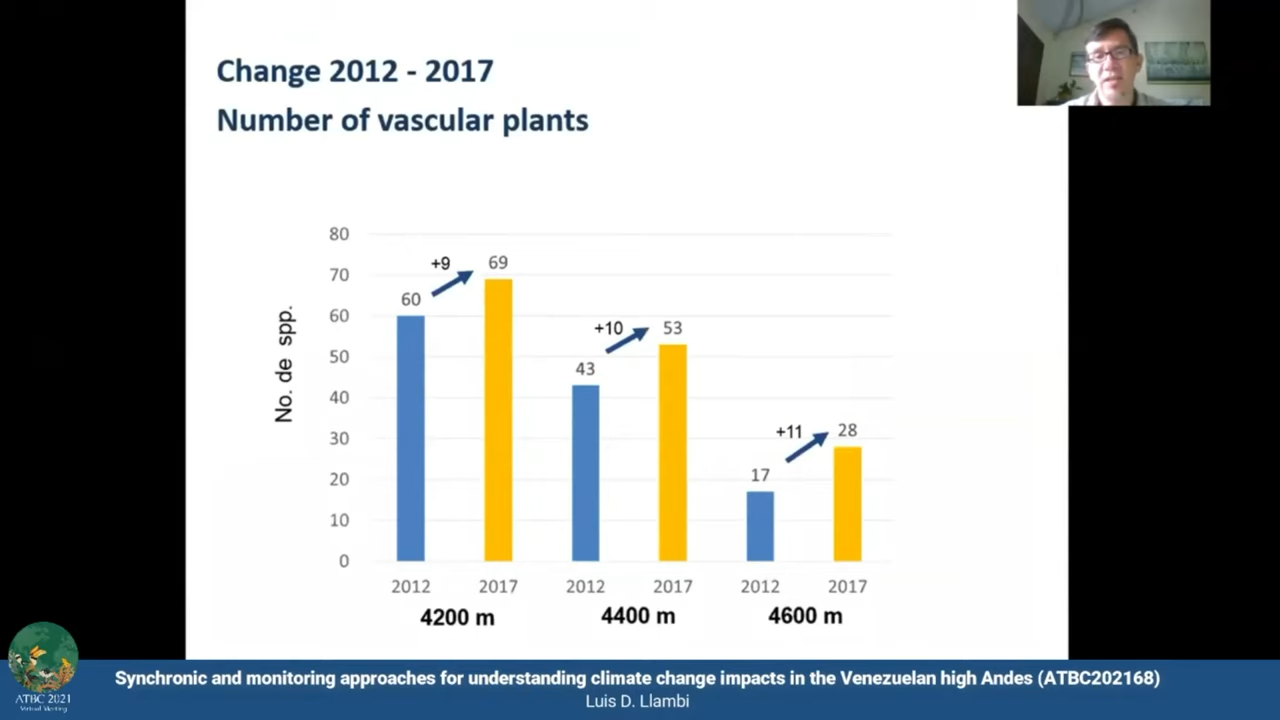 Change 2012 - 2017
Number of vascular plants
No. de spp.
80
70
60
50
40
30
20
10
0
60
+9
69
43
+10
53
17
+11
28
2012
2017
2012
2017
2012
2017
4200 m
4400 m
4600 m
ATBC 2021
Virtual Meeting
Synchronic and monitoring approaches for understanding climate change impacts in the Venezuelan high Andes (ATBC202168)
Luis D. Llambi